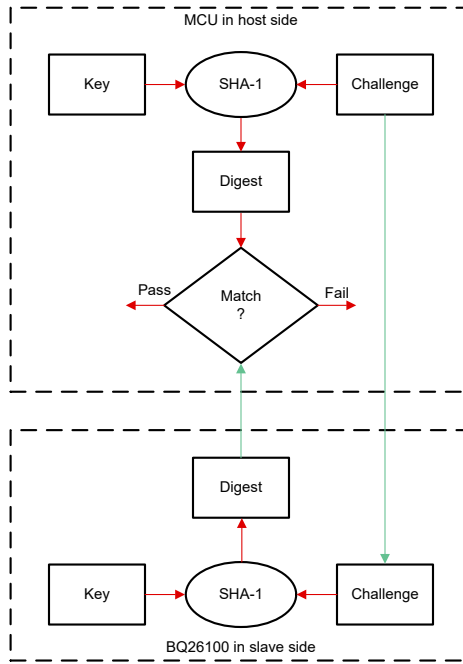 MCU in host side
Key
SHA-1
Challenge
Digest
Pass
Match
?
Fail
Digest
Key
SHA-1
Challenge
BQ26100 in slave side